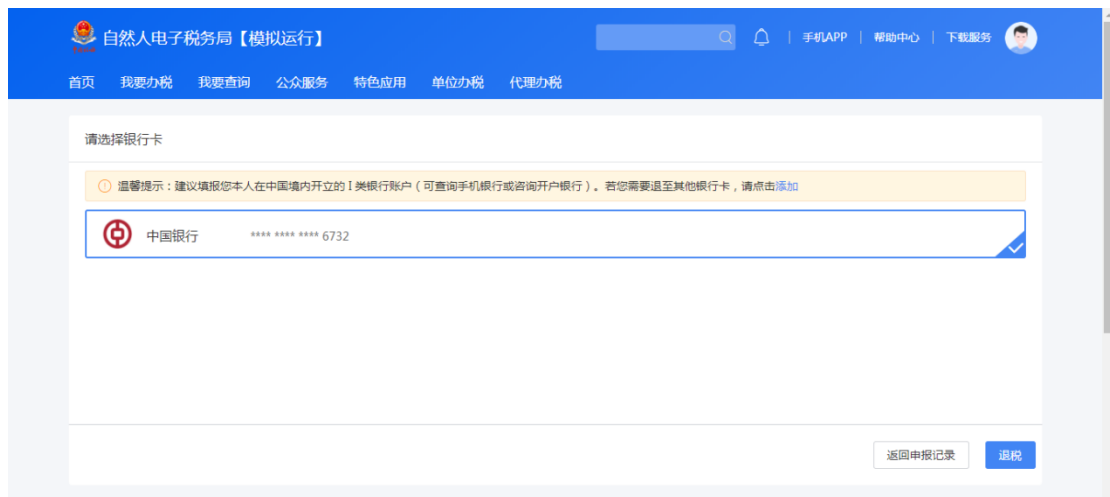 自然人电子税务局【模拟运行】
手机APP | 帮助中心 | 下载服务
首页 我要办税 我要查询 公众服务 特色应用 单位办税 代理办税
请选择银行卡
温馨提示：建议填报您本人在中国境内开立的 I 类银行账户（可查询手机银行或咨询开户银行）。若您需要退至其他银行卡，请点击添加
中国银行 **** **** **** 6732
返回申报记录 退税